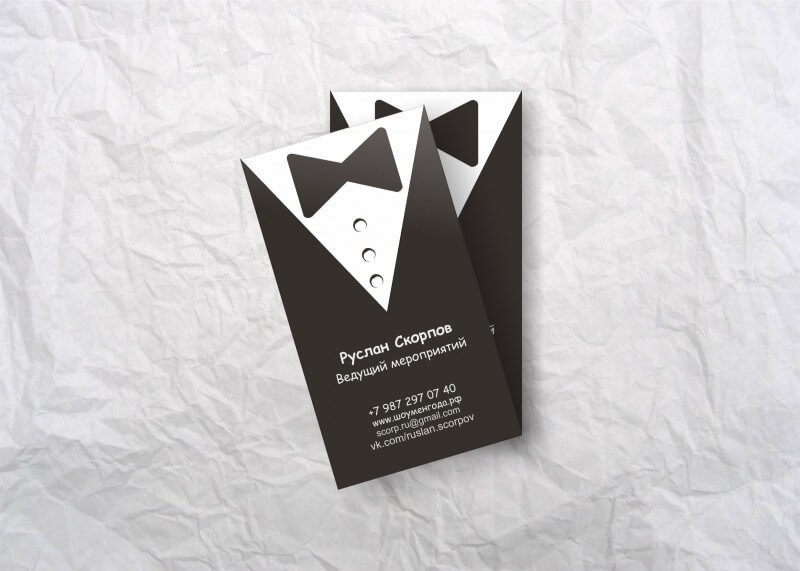 Руслан Скорпов
Ведущий мероприятий
+7 987 297 07 40
www.шоуменгода.рф
scorp.ru@gmail.com
vk.com/ruslan.scorpov
й